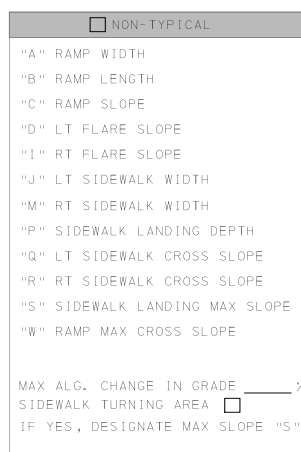 NON-TYPICAL
"A" RAMP WIDTH
"B" RAMP LENGTH
"C" RAMP SLOPE
"D" LT FLARE SLOPE
"I" RT FLARE SLOPE
"J" LT SIDEWALK WIDTH
"M" RT SIDEWALK WIDTH
"P" SIDEWALK LANDING DEPTH
"Q" LT SIDEWALK CROSS SLOPE
"R" RT SIDEWALK CROSS SLOPE
"S" SIDEWALK LANDING MAX SLOPE
"W" RAMP MAX CROSS SLOPE
MAX ALG. CHANGE IN GRADE ______ %
SIDEWALK TURNING AREA
IF YES, DESIGNATE MAX SLOPE "S"